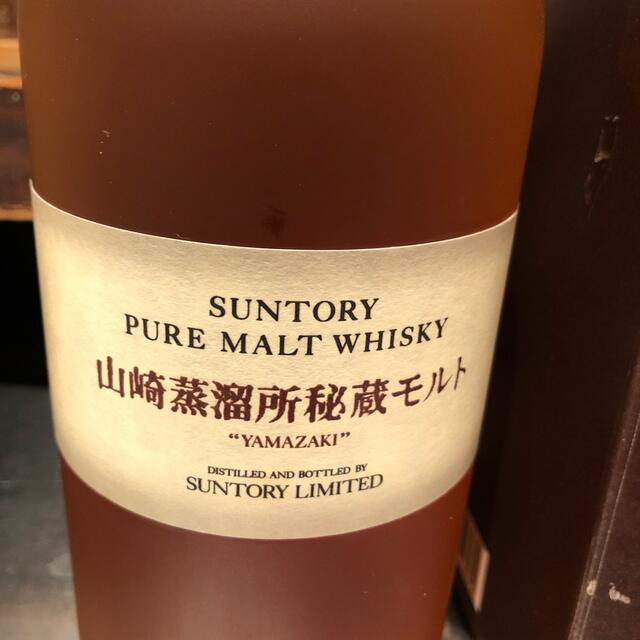 SUNTORY
PURE MALT WHISKY
山崎蒸溜所秘蔵モルト
“YAMAZAKI”
DISTILLED AND BOTTLED BY
SUNTORY LIMITED